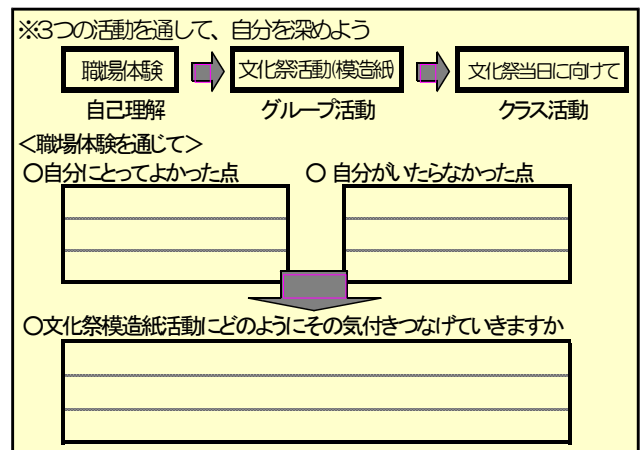 ※3つの活動を通して、自分を深めよう
職場体験 文化祭活動(模造紙) 文化祭当日に向けて
自己理解 グループ活動 クラス活動
＜職場体験を通じて＞
〇自分にとってよかった点 〇 自分がいたらなかった点
〇文化祭模造紙活動にどのようにその気付きつなげていきますか